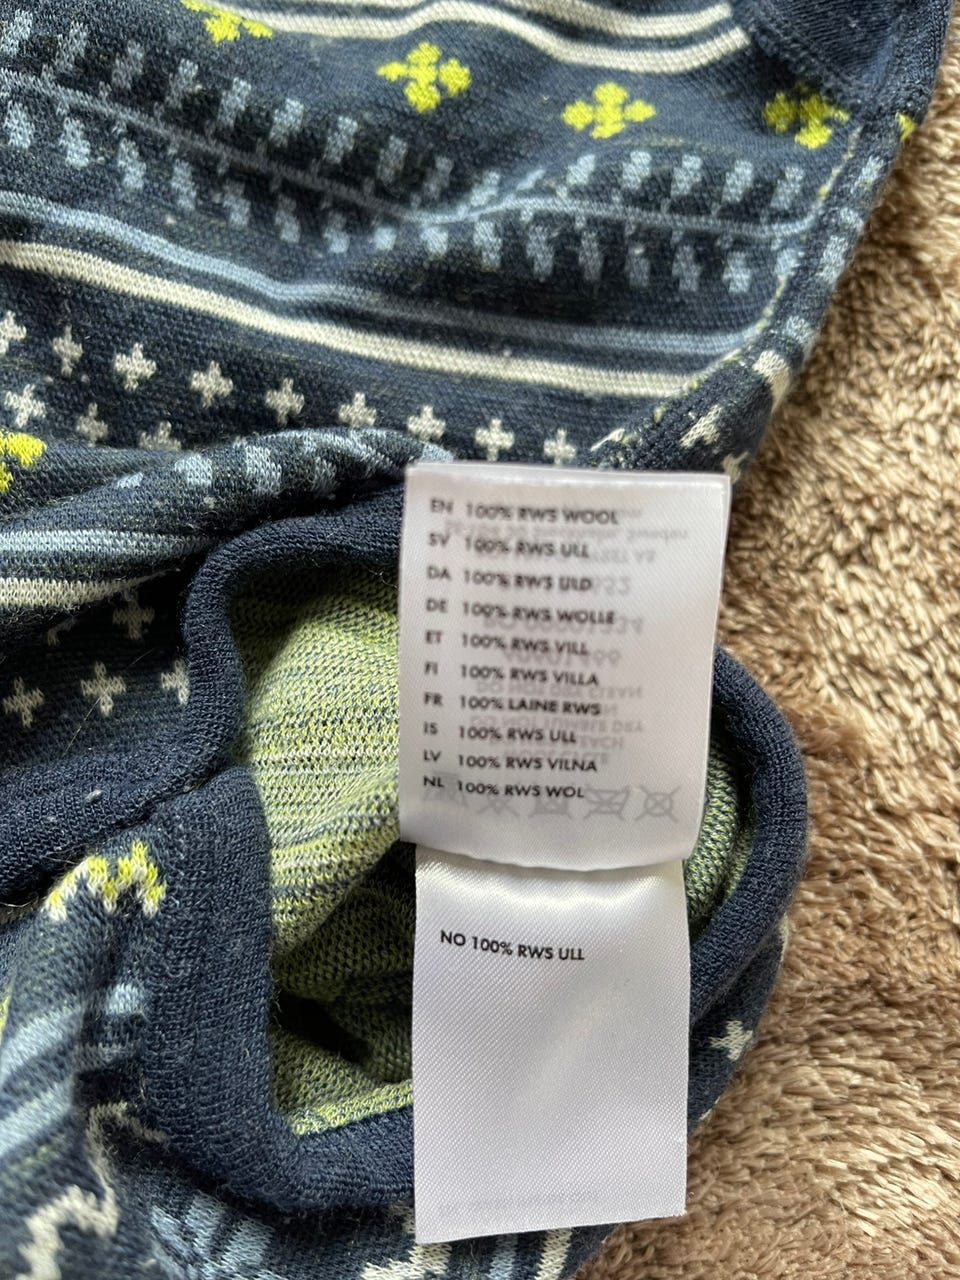 EN 100% RWS WOOL
SV 100% RWS ULL
DA 100% RWS ULD
DE 100% RWS WOLLE
ET 100% RWS VILL
FI 100% RWS VILLA
FR 100% LAINE RWS
IS 100% RWS ULL
LV 100% RWS VILNA
NL 100% RWS WOL
NO 100% RWS ULL